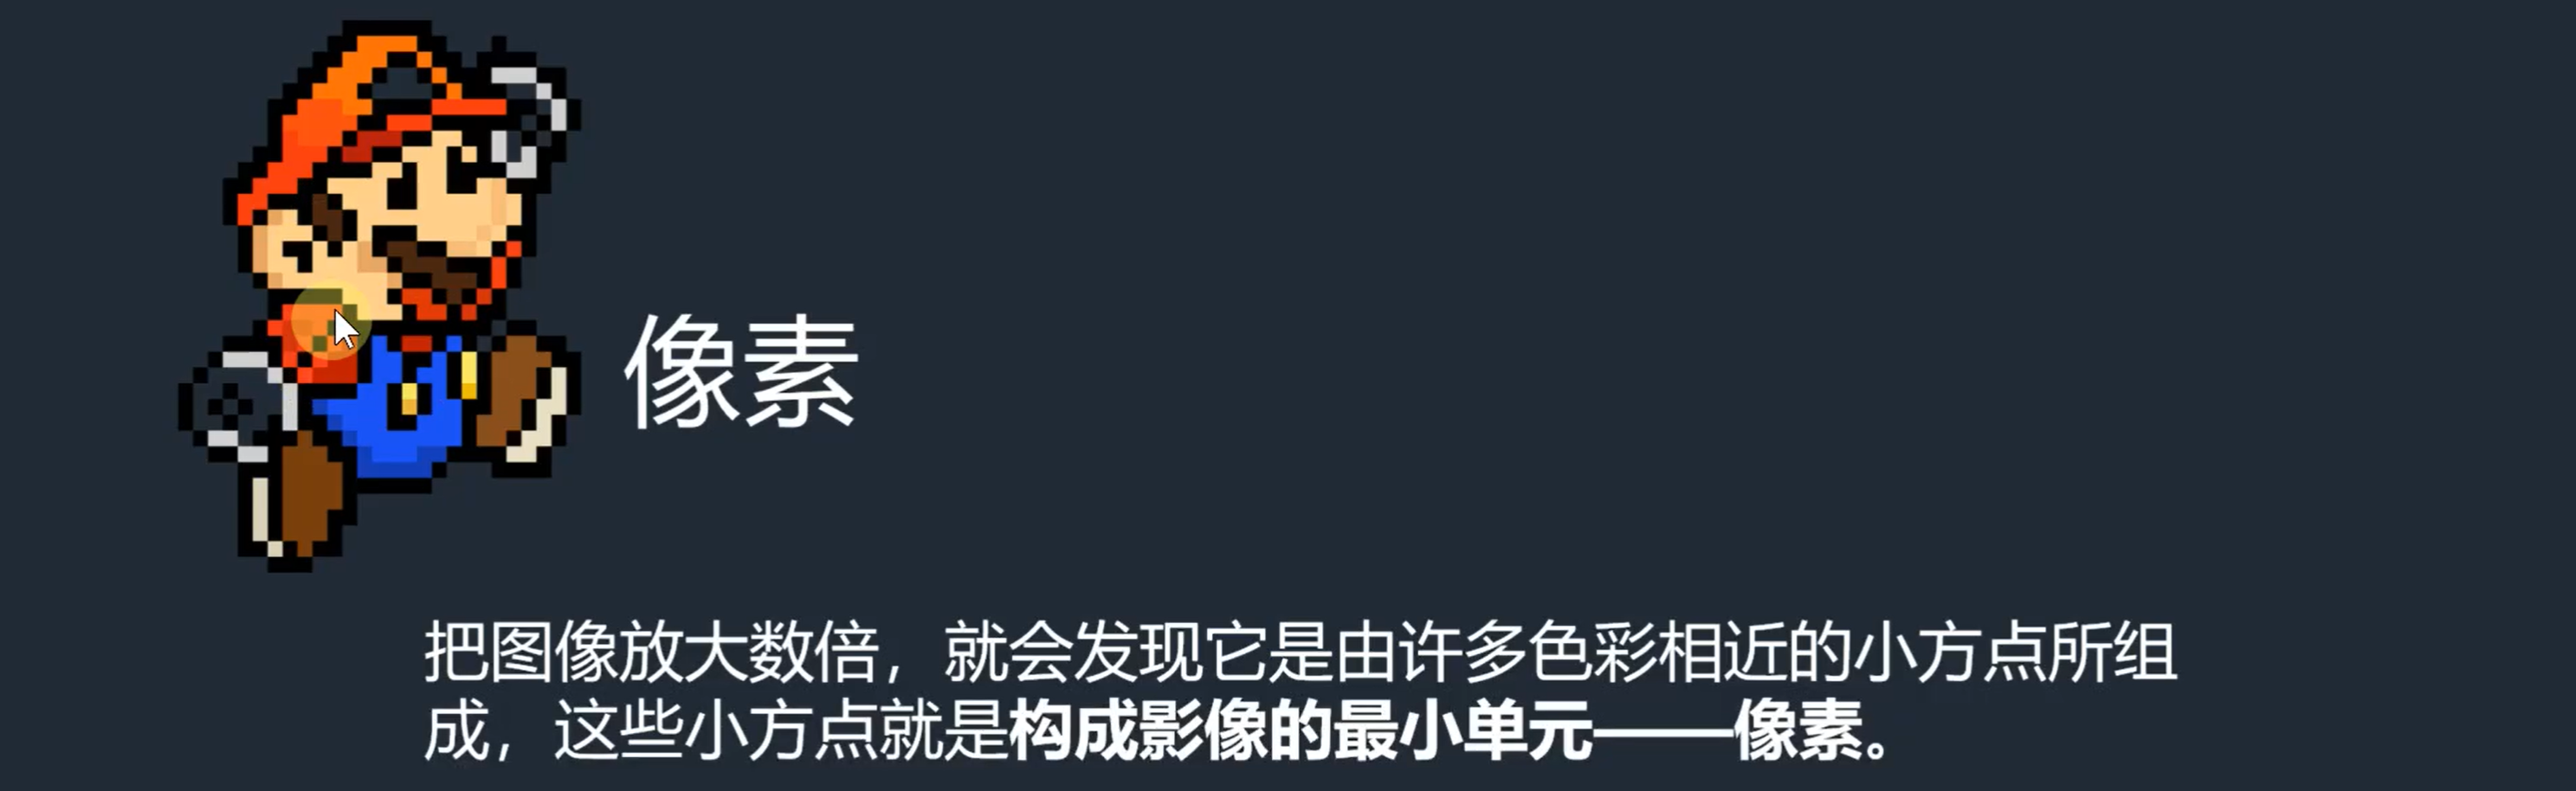 像素
把图像放大数倍，就会发现它是由许多色彩相近的小方点所组
成，这些小方点就是构成影像的最小单元——像素。